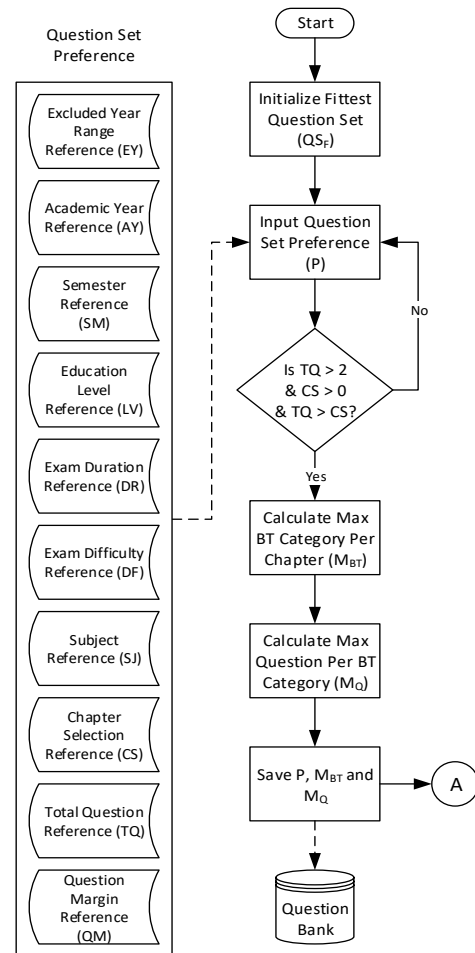 Question Set
Preference
Excluded Year
Range
Reference (EY)
Academic Year
Reference (AY)
Semester
Reference
(SM)
Education
Level
Reference (LV)
Exam Duration
Reference (DR)
Exam Difficulty
Reference (DF)
Subject
Reference (SJ)
Chapter
Selection
Reference (CS)
Total Question
Reference (TQ)
Question
Margin
Reference
(QM)
Start
Initialize Fittest
Question Set
(QSF)
Input Question
Set Preference
(P)
No
Is TQ > 2
& CS > 0
& TQ > CS?
Yes
Calculate Max
BT Category Per
Chapter (MBT)
Calculate Max
Question Per BT
Category (MQ)
Save P, MBT and
MQ
A
Question
Bank